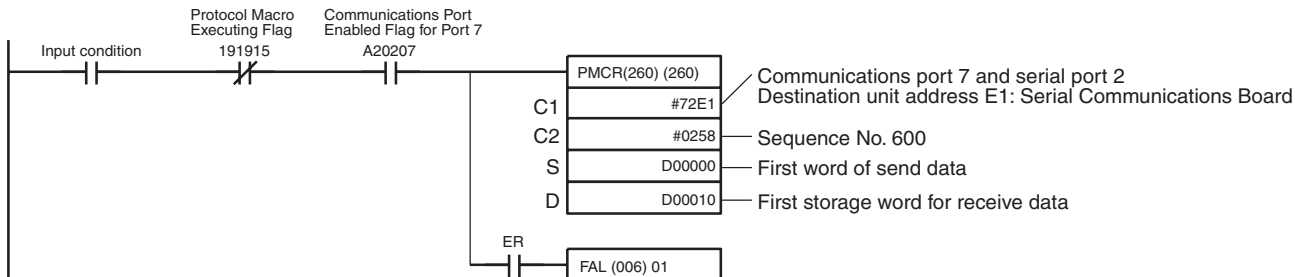 Protocol Macro
Executing Flag
191915
Communications Port
Enabled Flag for Port 7
A20207
Input condition
PMCR(260) (260)
C1 #72E1
Communications port 7 and serial port 2
Destination unit address E1: Serial Communications Board
C2 #0258 Sequence No. 600
S D00000 First word of send data
D D00010 First storage word for receive data
ER
FAL (006) 01